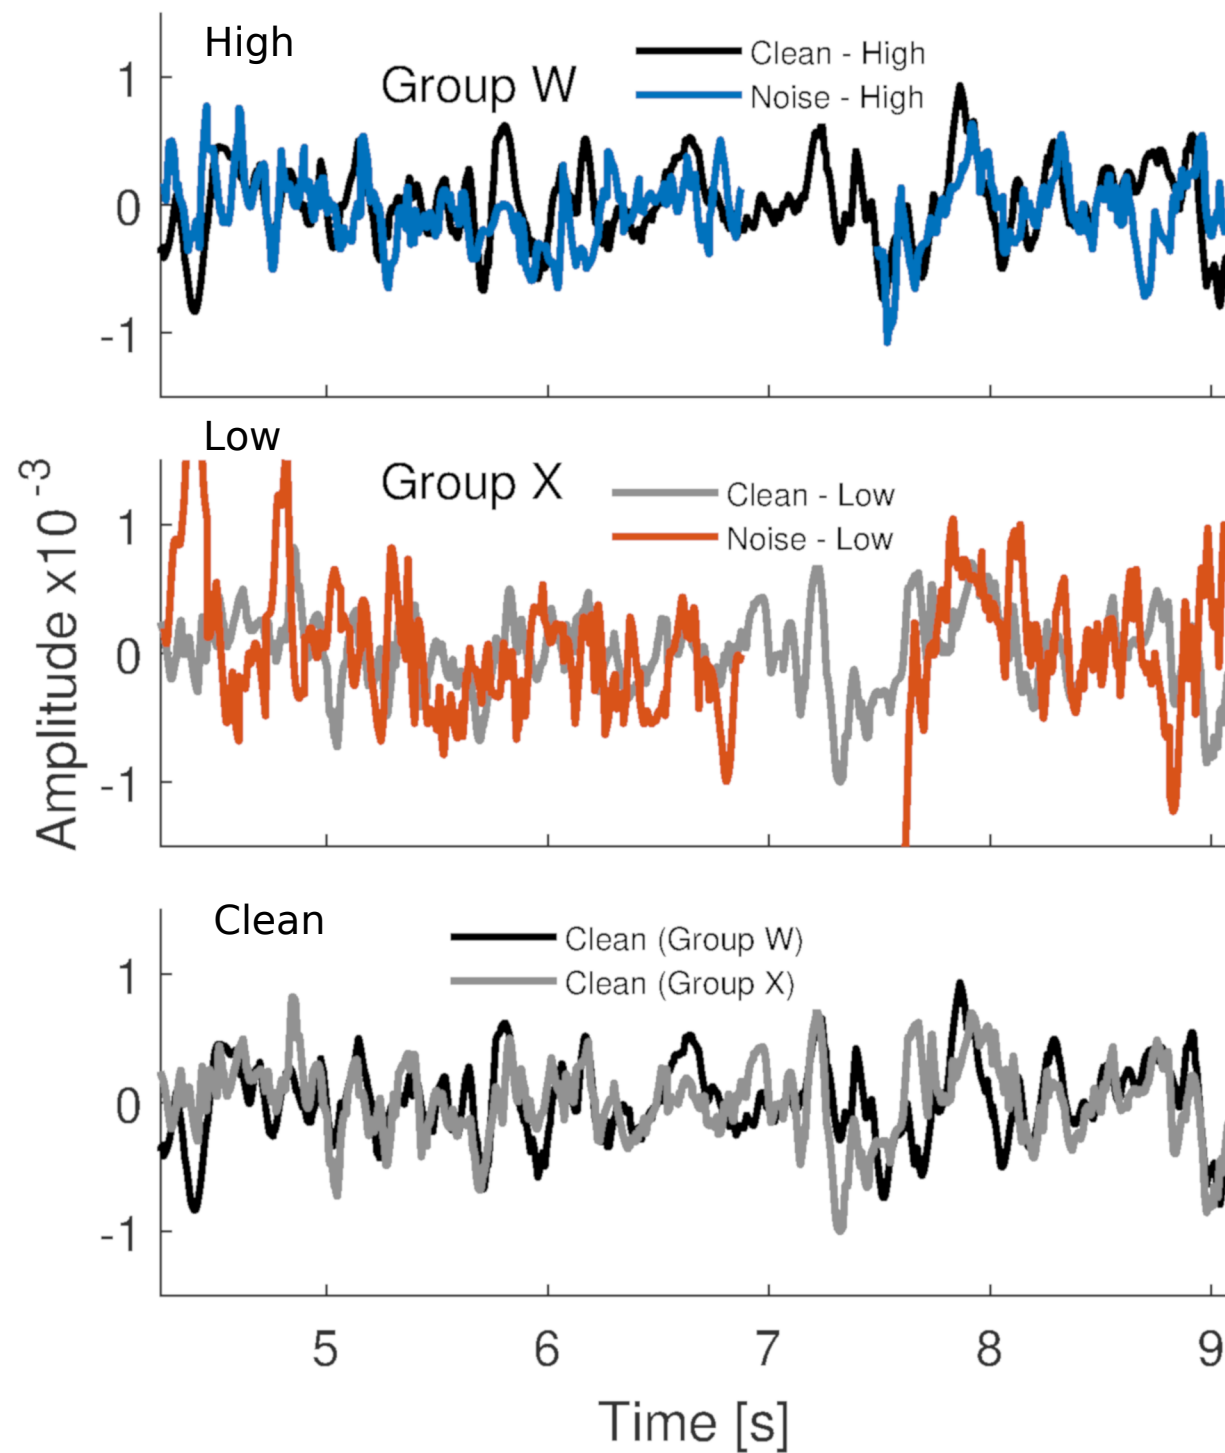 High
Group W
Clean - High
Noise - High
1
0
-1
Low
Group X
Clean - Low
Noise - Low
1
0
-1
Amplitude x10 -3
Clean
Clean (Group W)
Clean (Group X)
1
0
-1
5 6 7 8 9
Time [s]